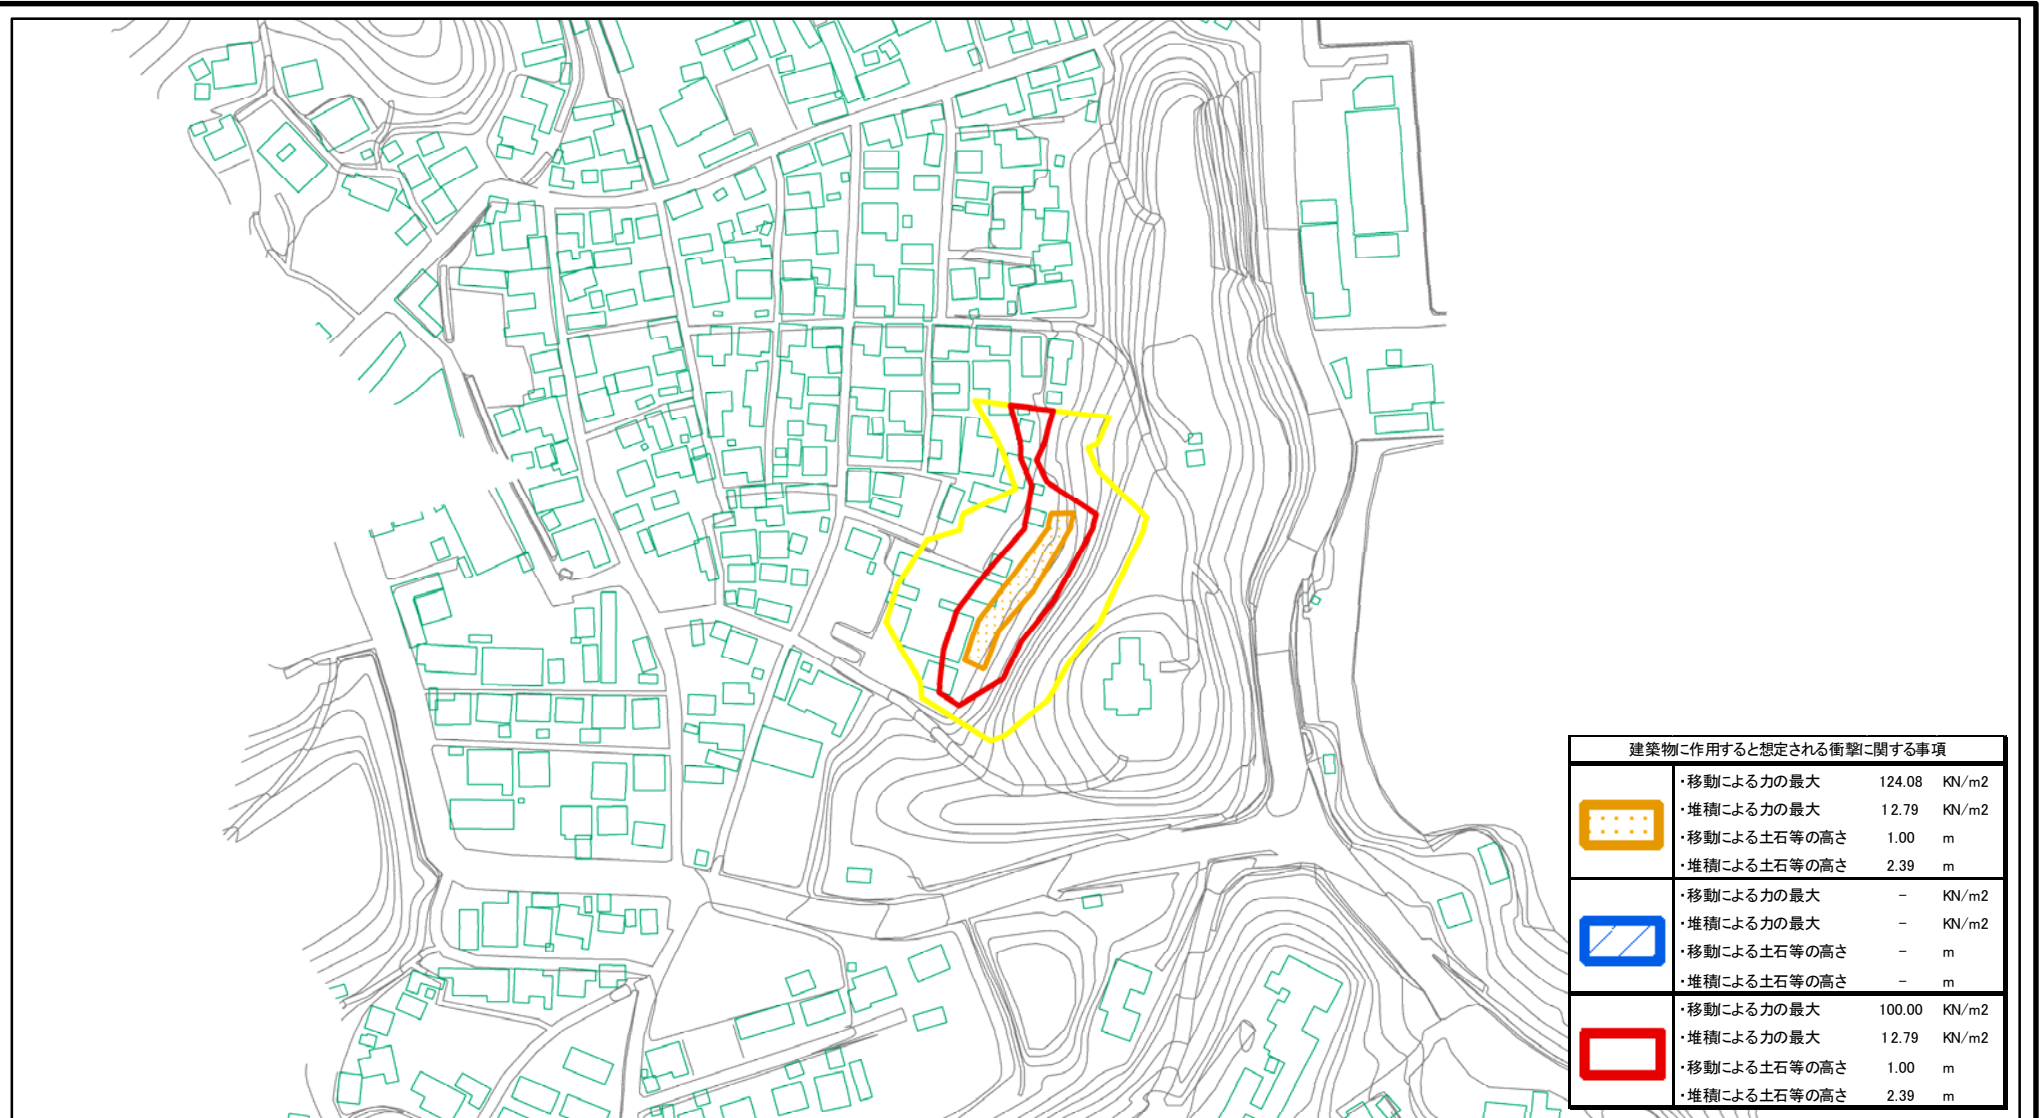 建築物に作用すると想定される衝撃に関する事項
・移動による力の最大 124.08 KN/m2
・堆積による力の最大 12.79 KN/m2
・移動による土石等の高さ 1.00 m
・堆積による土石等の高さ 2.39 m
・移動による力の最大 - KN/m2
・堆積による力の最大 - KN/m2
・移動による土石等の高さ - m
・堆積による土石等の高さ - m
・移動による力の最大 100.00 KN/m2
・堆積による力の最大 12.79 KN/m2
・移動による土石等の高さ 1.00 m
・堆積による土石等の高さ 2.39 m